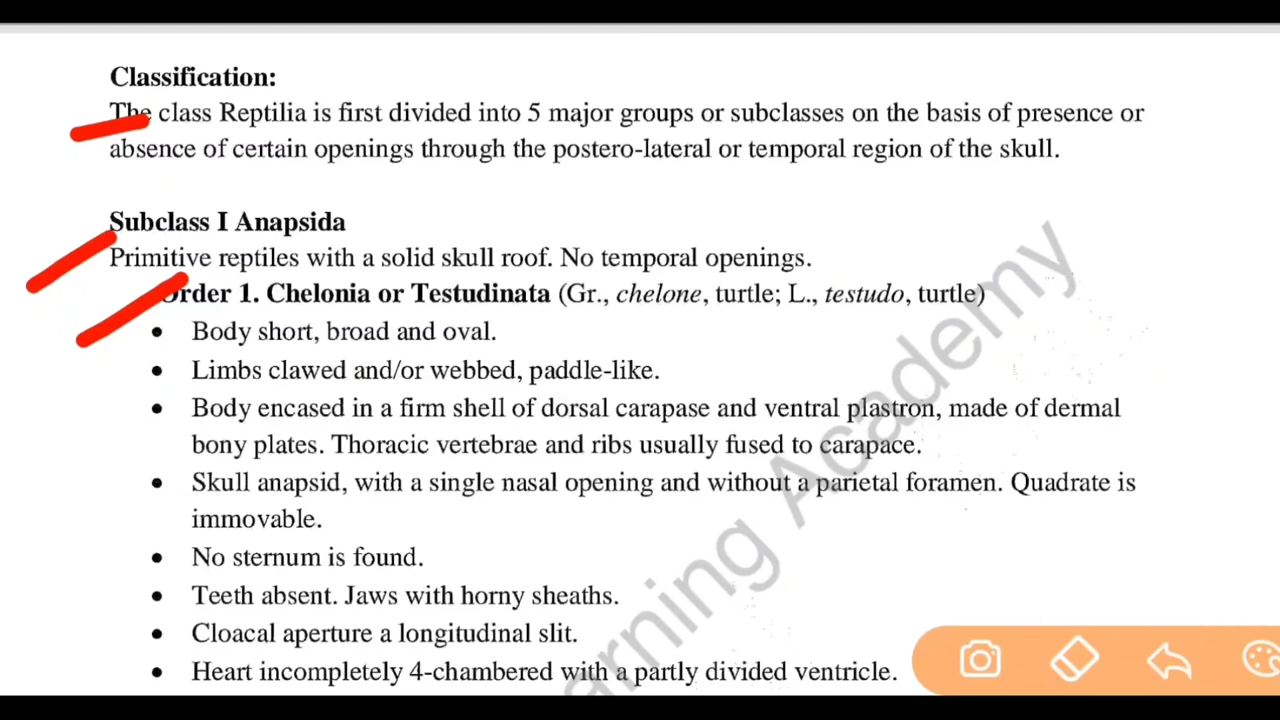 Classification:
The class Reptilia is first divided into 5 major groups or subclasses on the basis of presence or
absence of certain openings through the postero-lateral or temporal region of the skull.
Subclass I Anapsida
Primitive reptiles with a solid skull roof. No temporal openings.
Order 1. Chelonia or Testudinata (Gr., chelone, turtle; L., testudo, turtle)
• Body short, broad and oval.
• Limbs clawed and/or webbed, paddle-like.
• Body encased in a firm shell of dorsal carapase and ventral plastron, made of dermal
bony plates. Thoracic vertebrae and ribs usually fused to carapace.
• Skull anapsid, with a single nasal opening and without a parietal foramen. Quadrate is
immovable.
• No sternum is found.
• Teeth absent. Jaws with horny sheaths.
• Cloacal aperture a longitudinal slit.
• Heart incompletely 4-chambered with a partly divided ventricle.
arning Academy